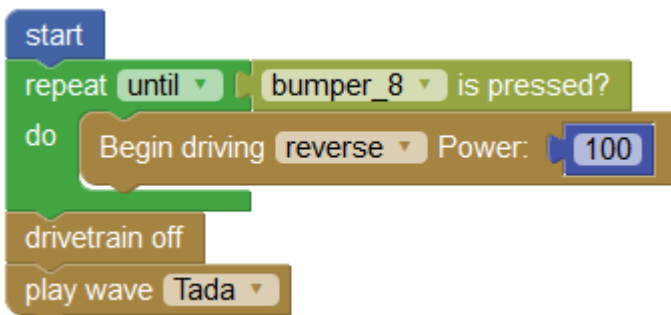 start
repeat until ▾ bumper_8 ▾ is pressed?
do Begin driving reverse ▾ Power: 100
drivetrain off
play wave Tada ▾